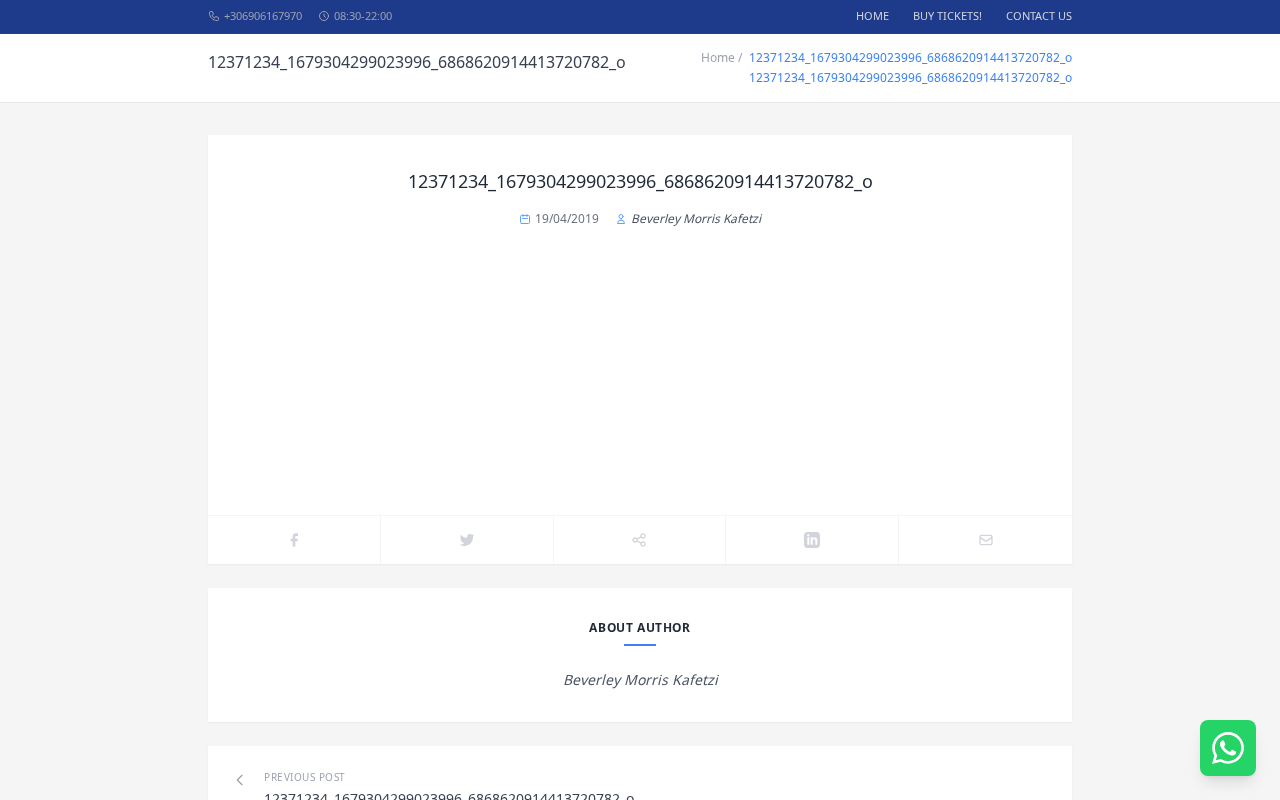 +306906167970 08:30-22:00 HOME BUY TICKETS! CONTACT US
12371234_1679304299023996_6868620914413720782_o
Home / 12371234_1679304299023996_6868620914413720782_o
12371234_1679304299023996_6868620914413720782_o
12371234_1679304299023996_6868620914413720782_o
19/04/2019 Beverley Morris Kafetzi
ABOUT AUTHOR
Beverley Morris Kafetzi
PREVIOUS POST
12371234_1679304299023996_6868620914413720782_o